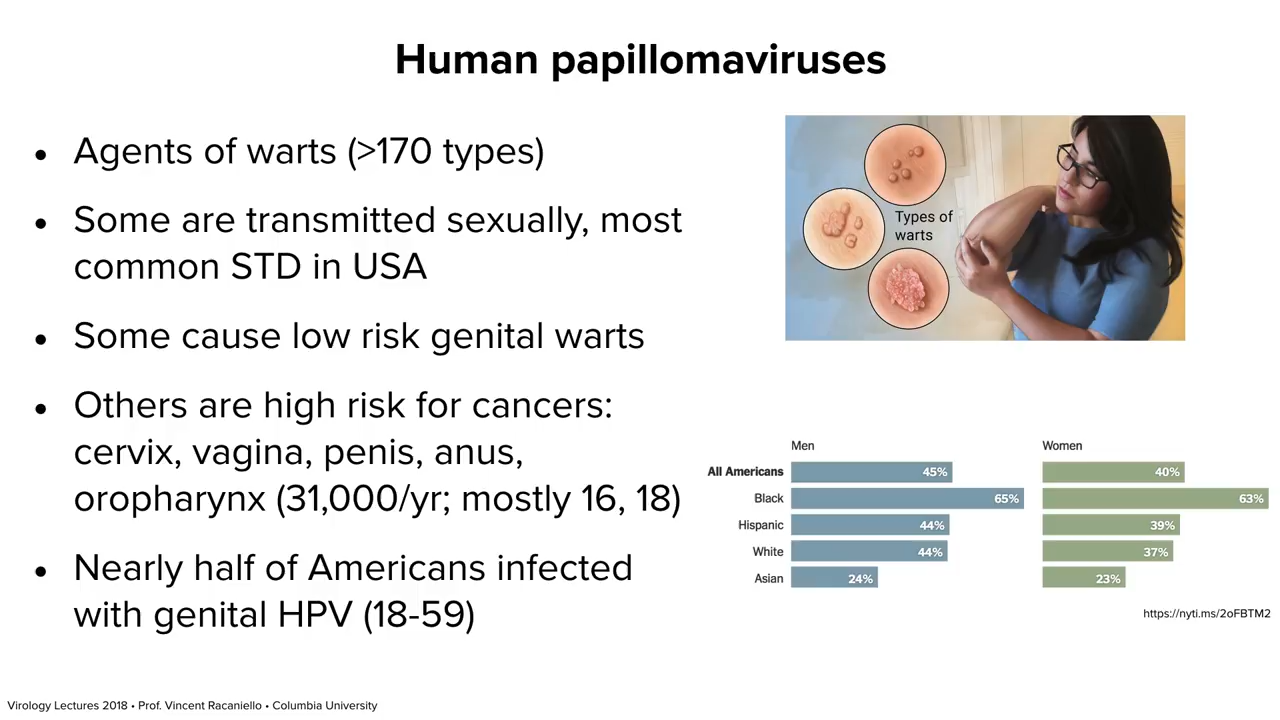 Human papillomaviruses
• Agents of warts (>170 types)
• Some are transmitted sexually, most
common STD in USA
• Some cause low risk genital warts
• Others are high risk for cancers:
cervix, vagina, penis, anus,
oropharynx (31,000/yr; mostly 16, 18)
• Nearly half of Americans infected
with genital HPV (18-59)
Types of
warts
Men Women
All Americans 45% 40%
Black 65% 63%
Hispanic 44% 39%
White 44% 37%
Asian 24% 23%
https://nyti.ms/2oFBTM2
Virology Lectures 2018 • Prof. Vincent Racaniello • Columbia University